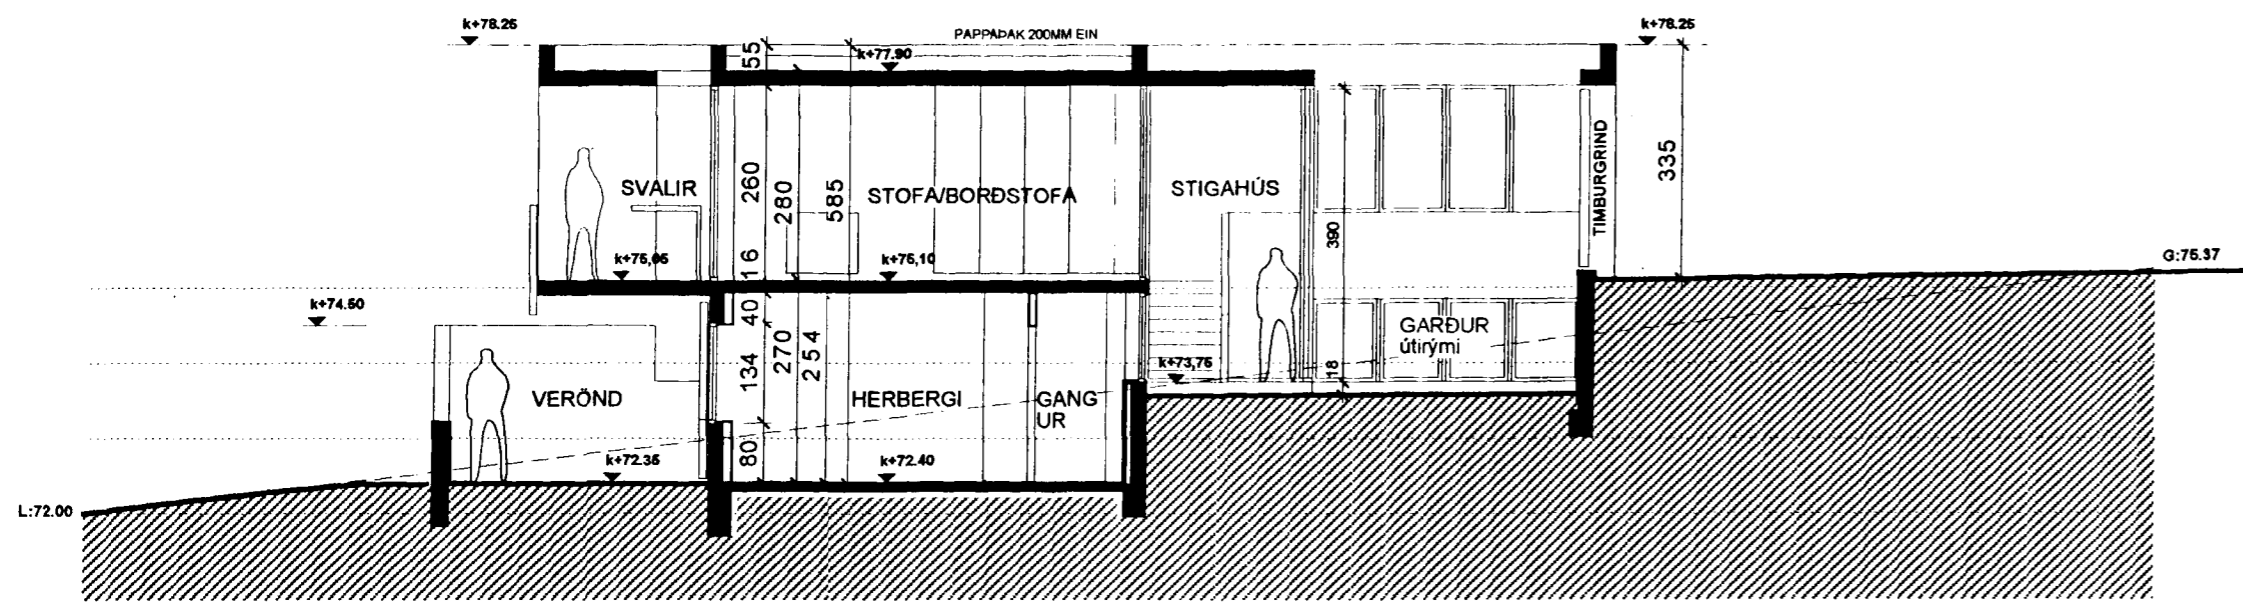 k+78.25
k+78.25
PAPPAÞAK 200MM EIN
55
k+77.90
TIMBURGRIND
335
SVALIR
260
280
585
STOFA/BORÐSTOFA
STIGAHÚS
390
G:75.37
k+75,05
16
k+75,10
k+74.50
40
134
270
254
GARÐUR
útirými
k+73,75
18
VERÖND
HERBERGI
GANG
UR
80
k+72.35
k+72.40
L:72.00